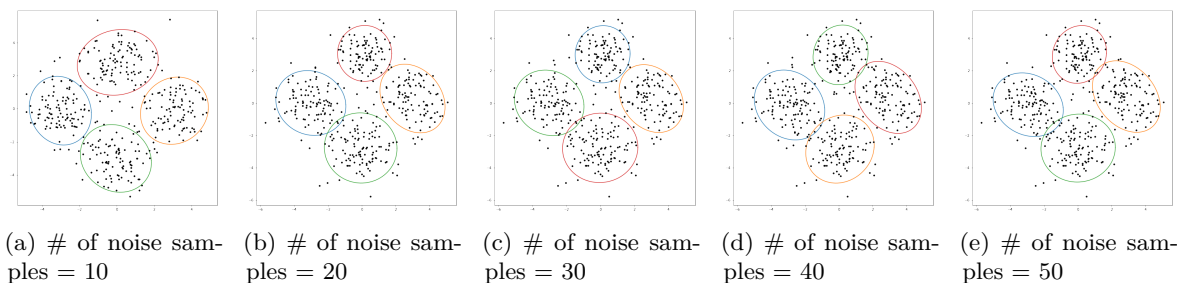 (a) # of noise sam-
ples = 10
(b) # of noise sam-
ples = 20
(c) # of noise sam-
ples = 30
(d) # of noise sam-
ples = 40
(e) # of noise sam-
ples = 50